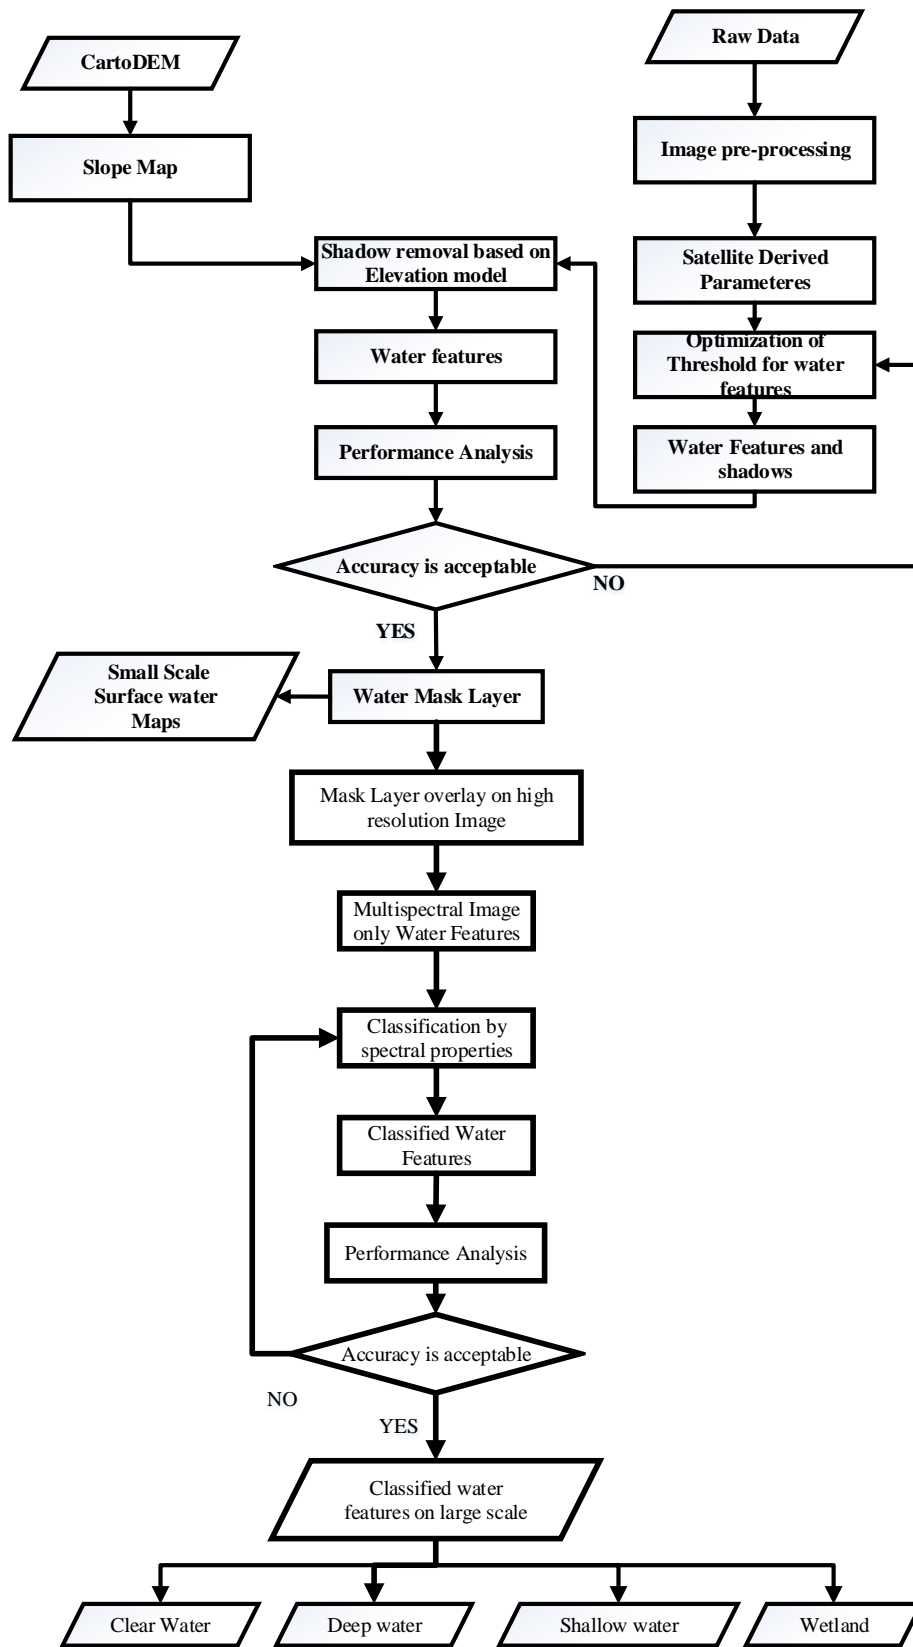 CartoDEM
Raw Data
Slope Map
Image pre-processing
Shadow removal based on
Elevation model
Satellite Derived
Parameteres
Water features
Optimization of
Threshold for water
features
Performance Analysis
Water Features and
shadows
Accuracy is acceptable
NO
YES
Small Scale
Surface water
Maps
Water Mask Layer
Mask Layer overlay on high
resolution Image
Multispectral Image
only Water Features
Classification by
spectral properties
Classified Water
Features
Performance Analysis
Accuracy is acceptable
NO
YES
Classified water
features on large scale
Clear Water
Deep water
Shallow water
Wetland